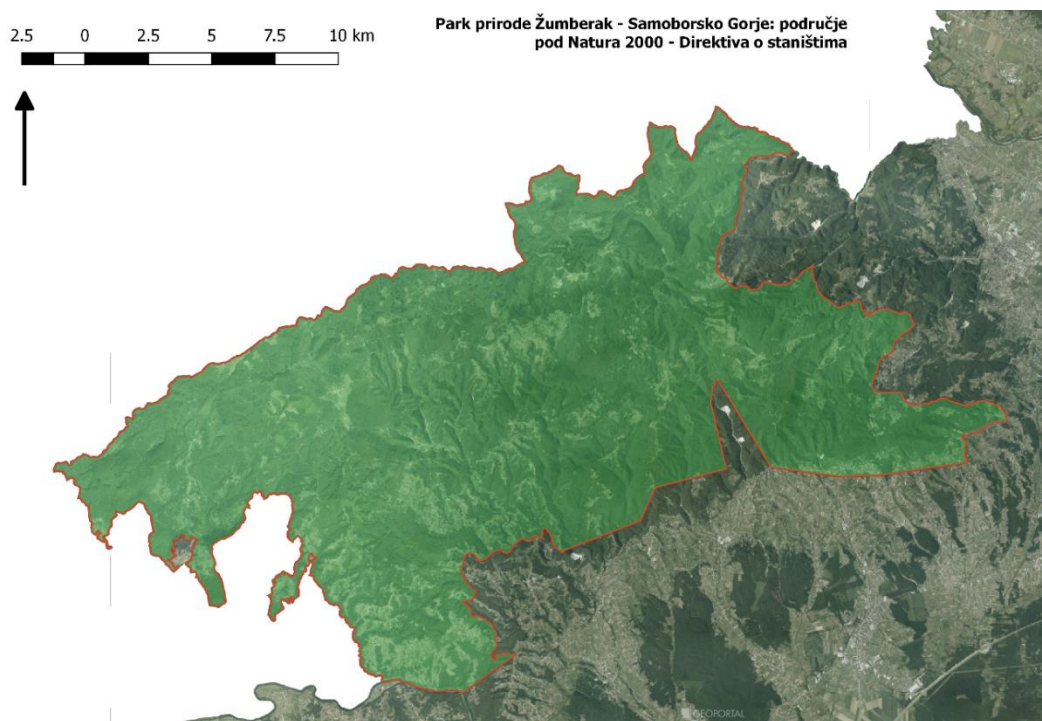 Park prirode Žumberak - Samoborsko Gorje: područje
pod Natura 2000 - Direktiva o staništima
2.5 0 2.5 5 7.5 10 km
GEOPORTAL